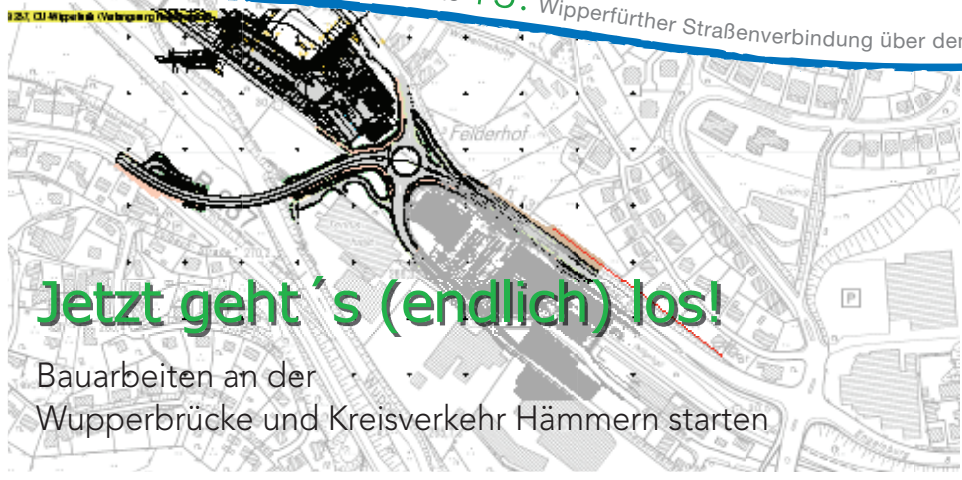 Wipperfürther Straßenverbindung über der
Felderhof
P
Jetzt geht´s (endlich) los!
Bauarbeiten an der
Wupperbrücke und Kreisverkehr Hämmern starten